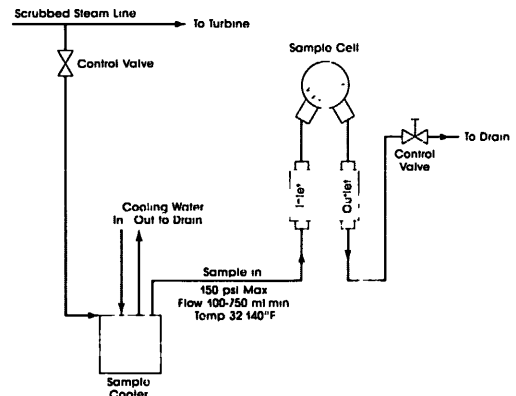 Scrubbed Steam Line
To Turbine
Control Valve
Sample Cell
To Drain
Control
Valve
Inlet
Outlet
Cooling Water
In Out to Drain
Sample in
150 psi Max
Flow 100-750 ml min
Temp 32 140°F
Sample
Cooler